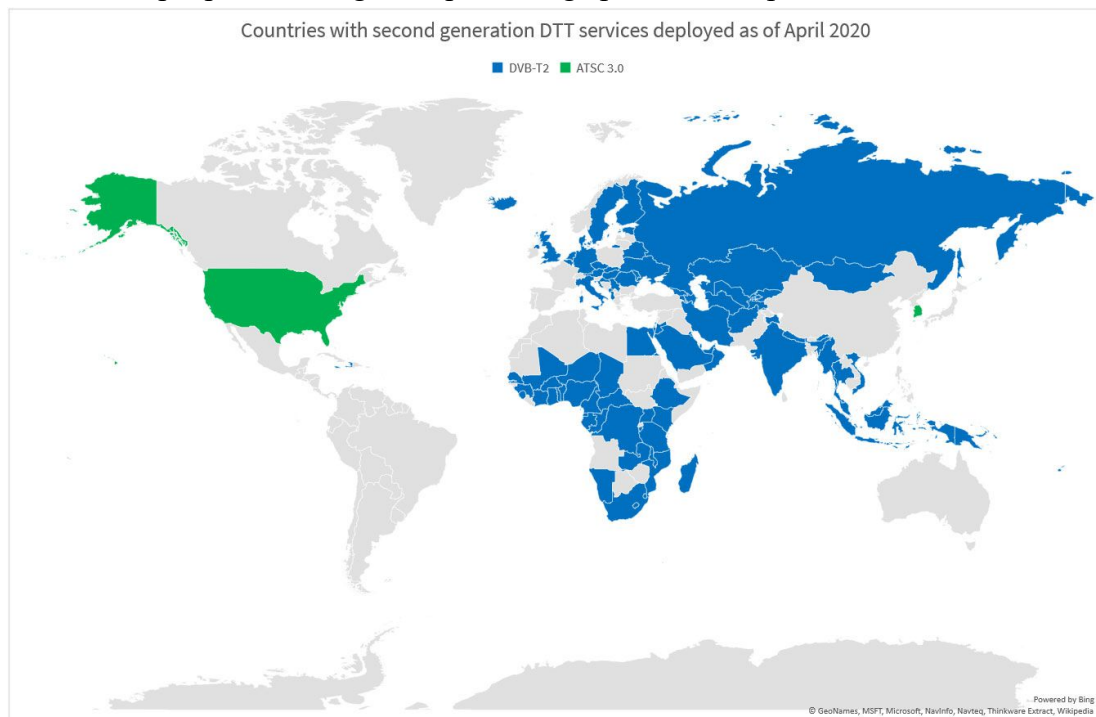 Countries with second generation DTT services deployed as of April 2020
DVB-T2 ATSC 3.0
Powered by Bing
© GeoNames, MSFT, Microsoft, NavInfo, Navteq, Thinkware Extract, Wikipedia